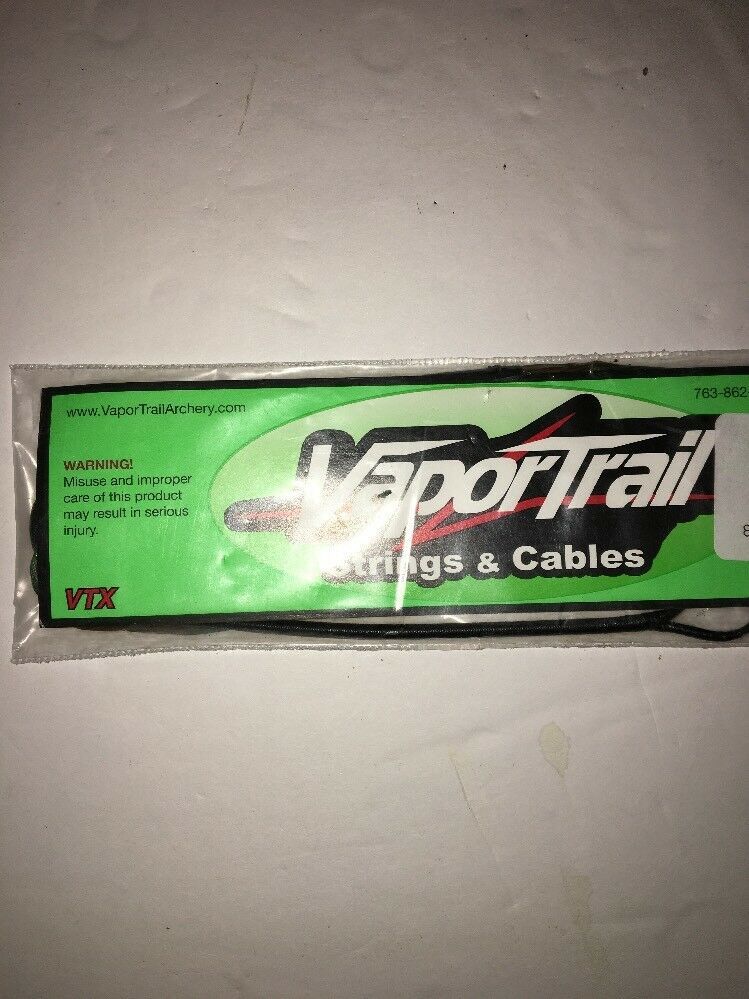 www.VaporTrailArchery.com
763-862
WARNING!
Misuse and improper
care of this product
may result in serious
injury.
VaporTrail
Strings & Cables
VTX